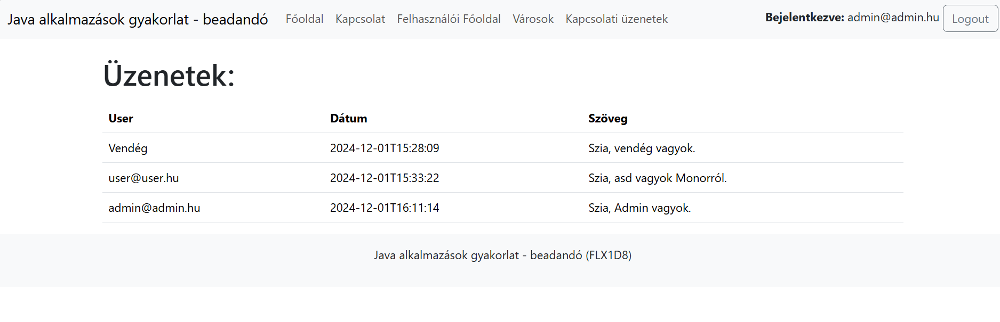 Java alkalmazások gyakorlat - beadandó Főoldal Kapcsolat Felhasználói Főoldal Városok Kapcsolati üzenetek Bejelentkezve: admin@admin.hu Logout
Üzenetek:
User Dátum Szöveg
Vendég 2024-12-01T15:28:09 Szia, vendég vagyok.
user@user.hu 2024-12-01T15:33:22 Szia, asd vagyok Monorról.
admin@admin.hu 2024-12-01T16:11:14 Szia, Admin vagyok.
Java alkalmazások gyakorlat - beadandó (FLX1D8)